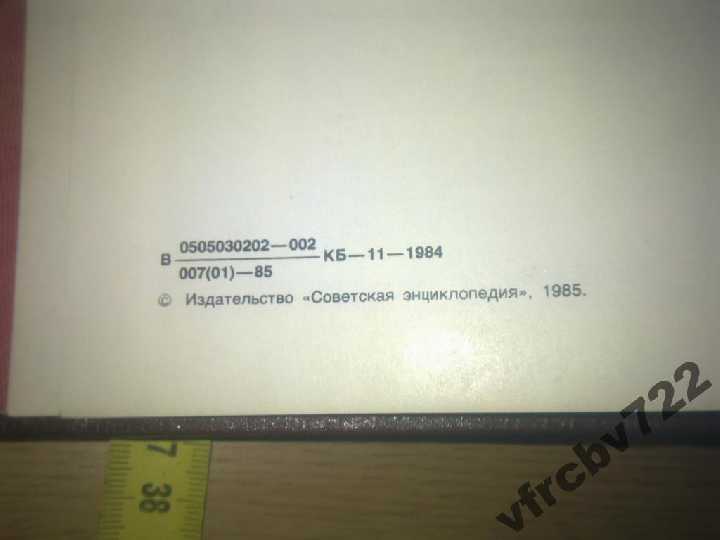 В 0505030202—002 КБ—11—1984
007(01)—85
© Издательство «Советская энциклопедия», 1985.
7 38
vfrcbv722